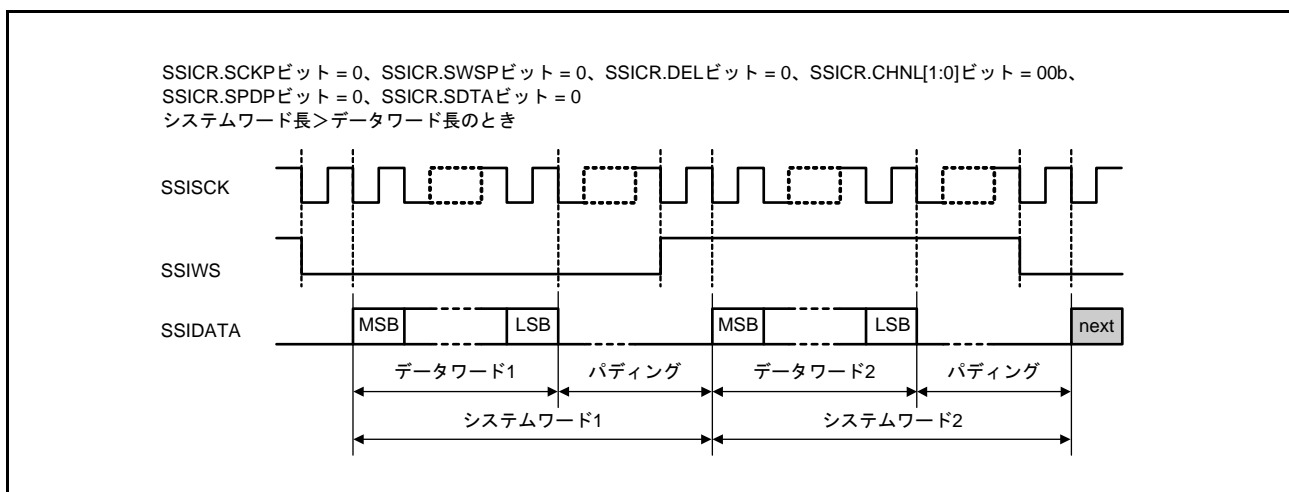 SSICR.SCKPビット = 0、SSICR.SWSPビット = 0、SSICR.DELビット = 0、SSICR.CHNL[1:0]ビット = 00b、
SSICR.SPDPビット = 0、SSICR.SDTAビット = 0
システムワード長＞データワード長のとき
SSISCK
SSIWS
SSIDATA MSB LSB MSB LSB next
データワード1 パディング データワード2 パディング
システムワード1 システムワード2